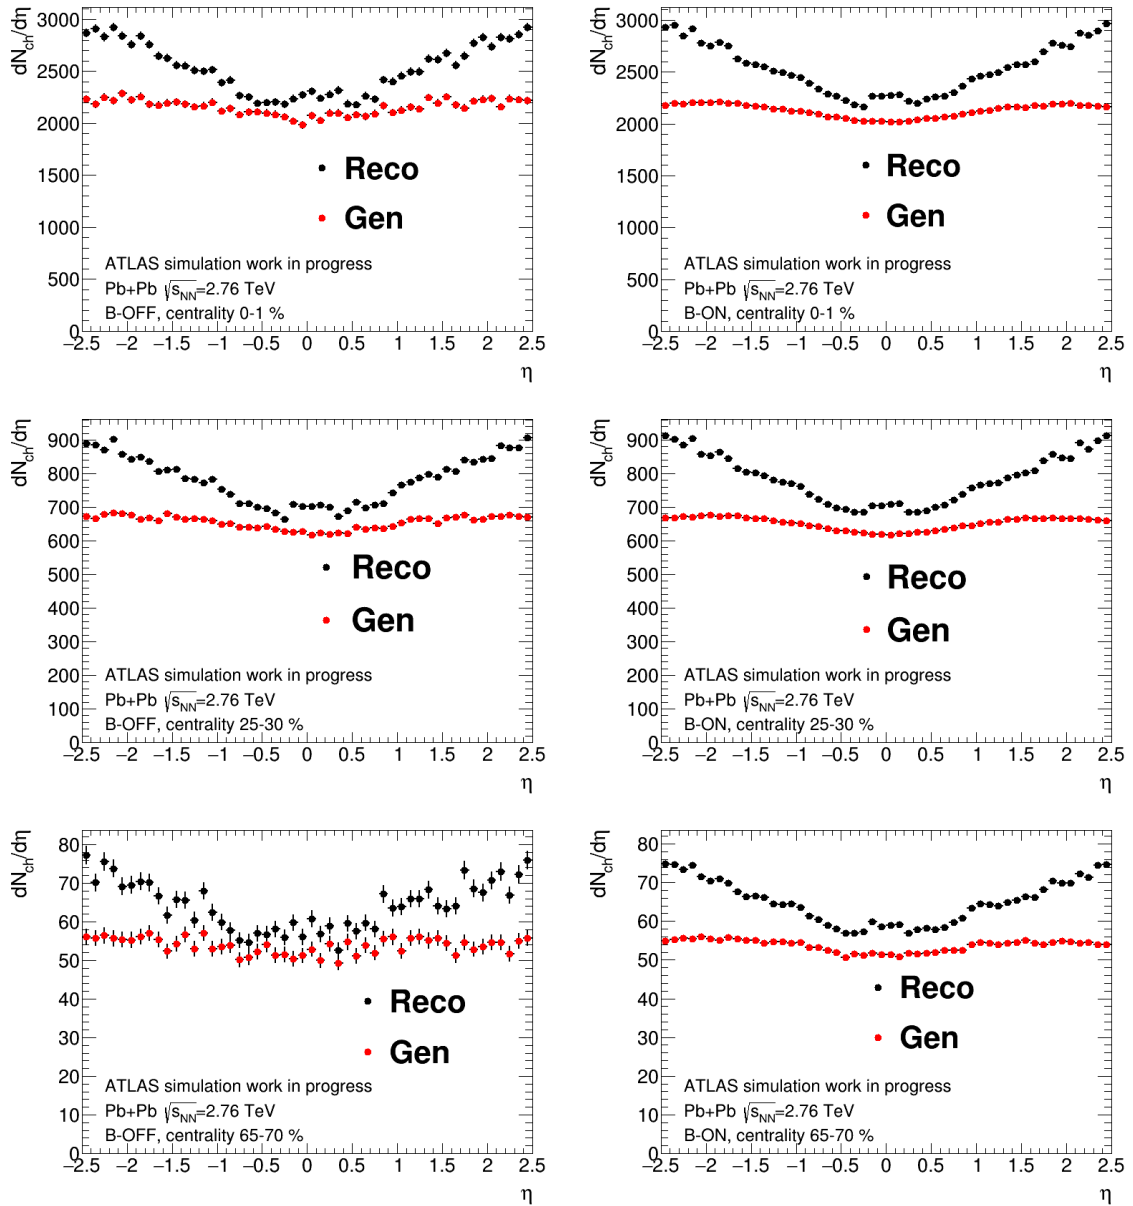 dNch/dη
3000
2500
2000
1500
1000
500
0
Reco
Gen
ATLAS simulation work in progress
Pb+Pb √sNN=2.76 TeV
B-OFF, centrality 0-1 %
−2.5 −2 −1.5 −1 −0.5 0 0.5 1 1.5 2 2.5
η
dNch/dη
3000
2500
2000
1500
1000
500
0
Reco
Gen
ATLAS simulation work in progress
Pb+Pb √sNN=2.76 TeV
B-ON, centrality 0-1 %
−2.5 −2 −1.5 −1 −0.5 0 0.5 1 1.5 2 2.5
η
dNch/dη
900
800
700
600
500
400
300
200
100
0
Reco
Gen
ATLAS simulation work in progress
Pb+Pb √sNN=2.76 TeV
B-OFF, centrality 25-30 %
−2.5 −2 −1.5 −1 −0.5 0 0.5 1 1.5 2 2.5
η
dNch/dη
900
800
700
600
500
400
300
200
100
0
Reco
Gen
ATLAS simulation work in progress
Pb+Pb √sNN=2.76 TeV
B-ON, centrality 25-30 %
−2.5 −2 −1.5 −1 −0.5 0 0.5 1 1.5 2 2.5
η
dNch/dη
80
70
60
50
40
30
20
10
0
Reco
Gen
ATLAS simulation work in progress
Pb+Pb √sNN=2.76 TeV
B-OFF, centrality 65-70 %
−2.5 −2 −1.5 −1 −0.5 0 0.5 1 1.5 2 2.5
η
dNch/dη
80
70
60
50
40
30
20
10
0
Reco
Gen
ATLAS simulation work in progress
Pb+Pb √sNN=2.76 TeV
B-ON, centrality 65-70 %
−2.5 −2 −1.5 −1 −0.5 0 0.5 1 1.5 2 2.5
η